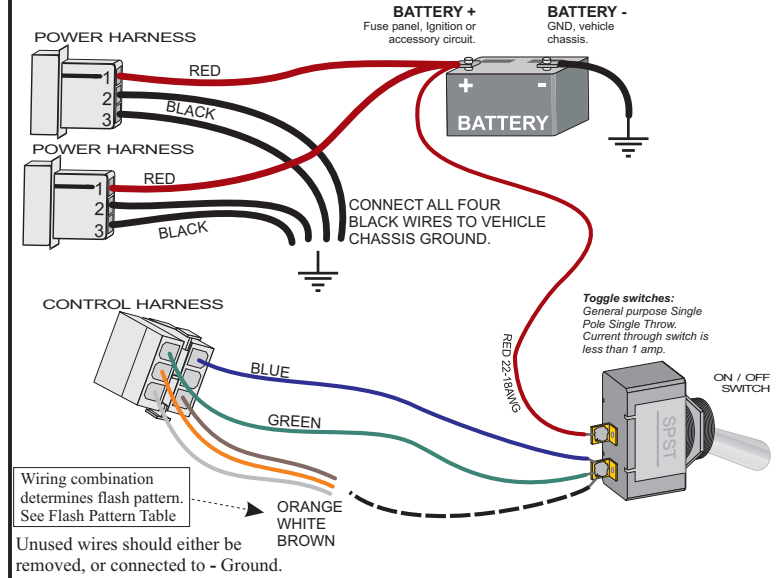 BATTERY +
Fuse panel, Ignition or
accessory circuit.
BATTERY -
GND, vehicle
chassis.
POWER HARNESS
1
2
3
RED
BLACK
+
-
BATTERY
POWER HARNESS
1
2
3
RED
BLACK
CONNECT ALL FOUR
BLACK WIRES TO VEHICLE
CHASSIS GROUND.
CONTROL HARNESS
BLUE
GREEN
RED 22-18AWG
Toggle switches:
General purpose Single
Pole Single Throw.
Current through switch is
less than 1 amp.
ON / OFF
SWITCH
SPST
Wiring combination
determines flash pattern.
See Flash Pattern Table
ORANGE
WHITE
BROWN
Unused wires should either be
removed, or connected to - Ground.